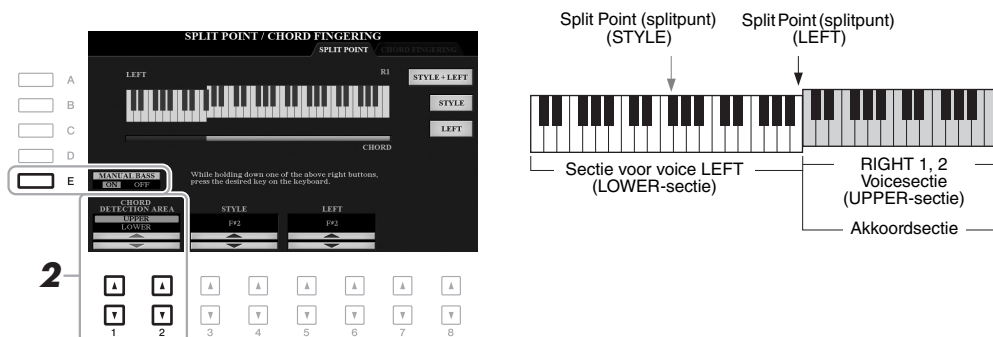 SPLIT POINT / CHORD FINGERING
SPLIT POINT
CHORD FINGERING
LEFT
R1
CHORD
STYLE + LEFT
STYLE
LEFT
A
B
C
D
E
MANUAL BASS
ON OFF
While holding down one of the above right buttons,
press the desired key on the keyboard.
CHORD
DETECTION AREA
UPPER
LOWER
STYLE
F#2
LEFT
F#2
2
1 2 3 4 5 6 7 8
Split Point (splitpunt)
(STYLE)
Split Point (splitpunt)
(LEFT)
Sectie voor voice LEFT
(LOWER-sectie)
RIGHT 1, 2
Voicesectie
(UPPER-sectie)
Akkoordsectie